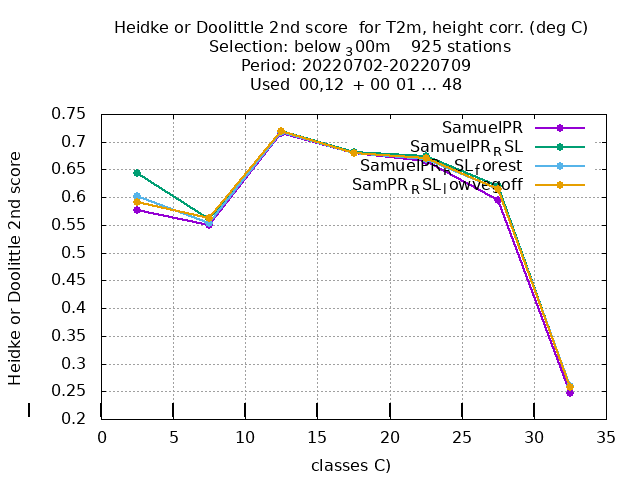 Heidke or Doolittle 2nd score  for T2m, height corr. (deg C)
Selection: below ₃00m    925 stations
Period: 20220702-20220709
Used  00,12  + 00 01 ... 48
SamuelPR
SamuelPRRSL
SamuelPRRSLforest
SamPRRSLlowvegoff
Heidke or Doolittle 2nd score
0.75
0.7
0.65
0.6
0.55
0.5
0.45
0.4
0.35
0.3
0.25
0.2
0 5 10 15 20 25 30 35
classes C)